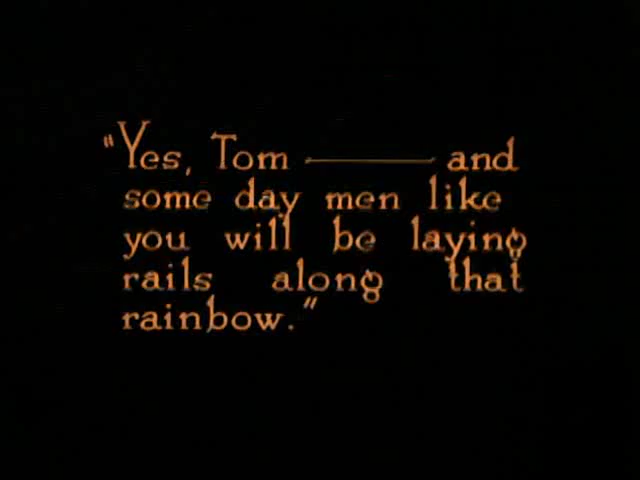 "Yes, Tom ——— and
some day men like
you will be laying
rails along that
rainbow."